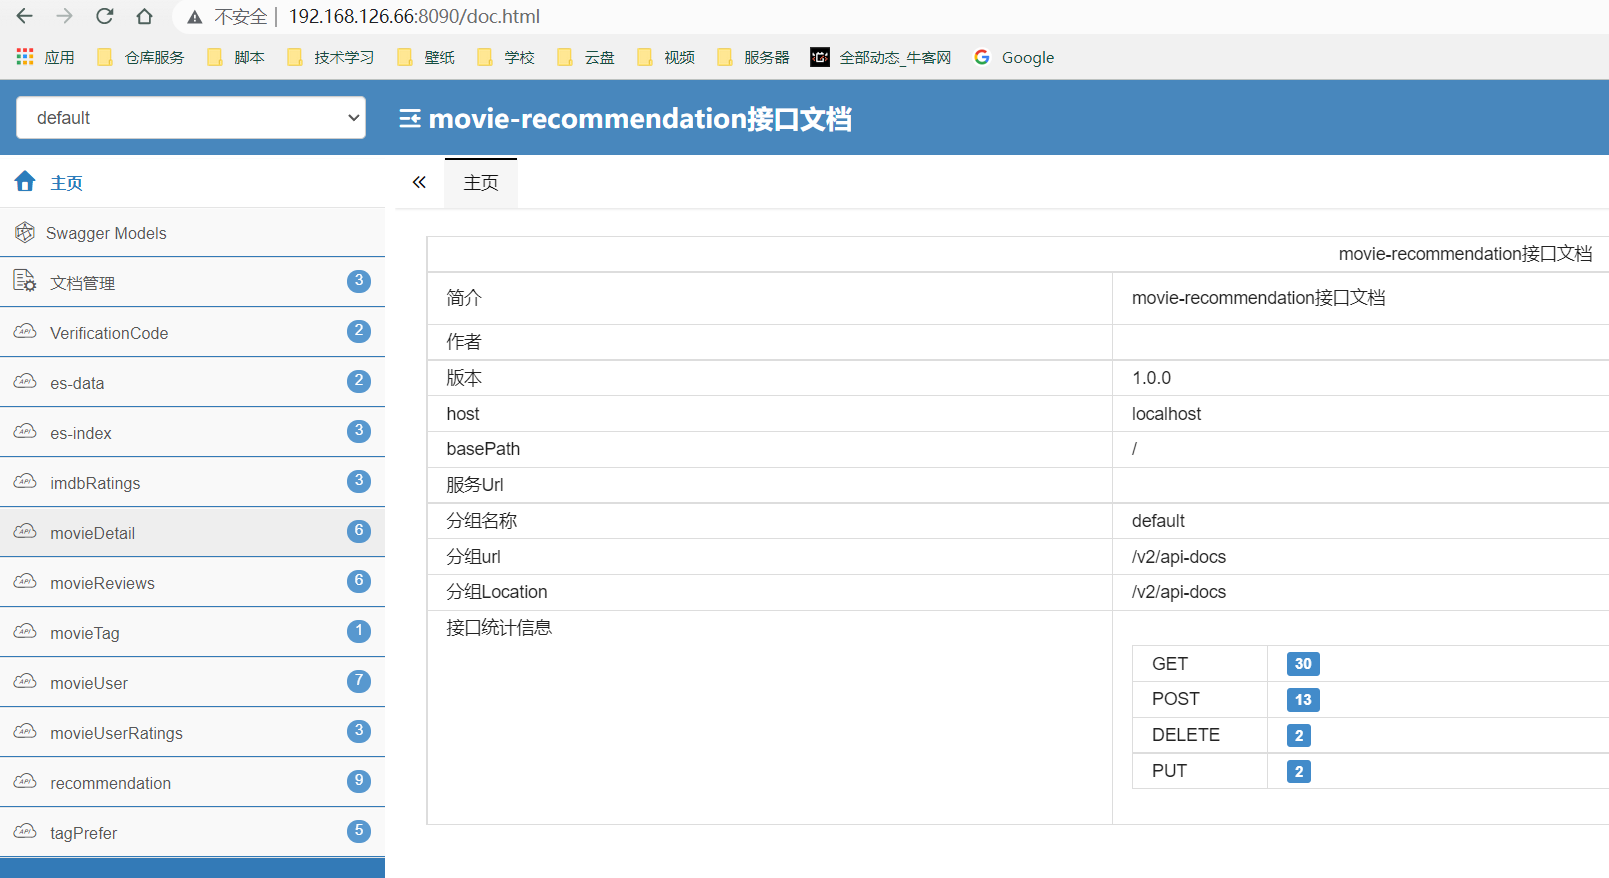 不安全 | 192.168.126.66:8090/doc.html
应用 仓库服务 脚本 技术学习 壁纸 学校 云盘 视频 服务器 全部动态_牛客网 Google
default
movie-recommendation接口文档
主页
Swagger Models
文档管理 3
VerificationCode 2
es-data 2
es-index 3
imdbRatings 3
movieDetail 6
movieReviews 6
movieTag 1
movieUser 7
movieUserRatings 3
recommendation 9
tagPrefer 5
主页
movie-recommendation接口文档
简介 movie-recommendation接口文档
作者
版本 1.0.0
host localhost
basePath /
服务Url
分组名称 default
分组url /v2/api-docs
分组Location /v2/api-docs
接口统计信息
GET 30
POST 13
DELETE 2
PUT 2